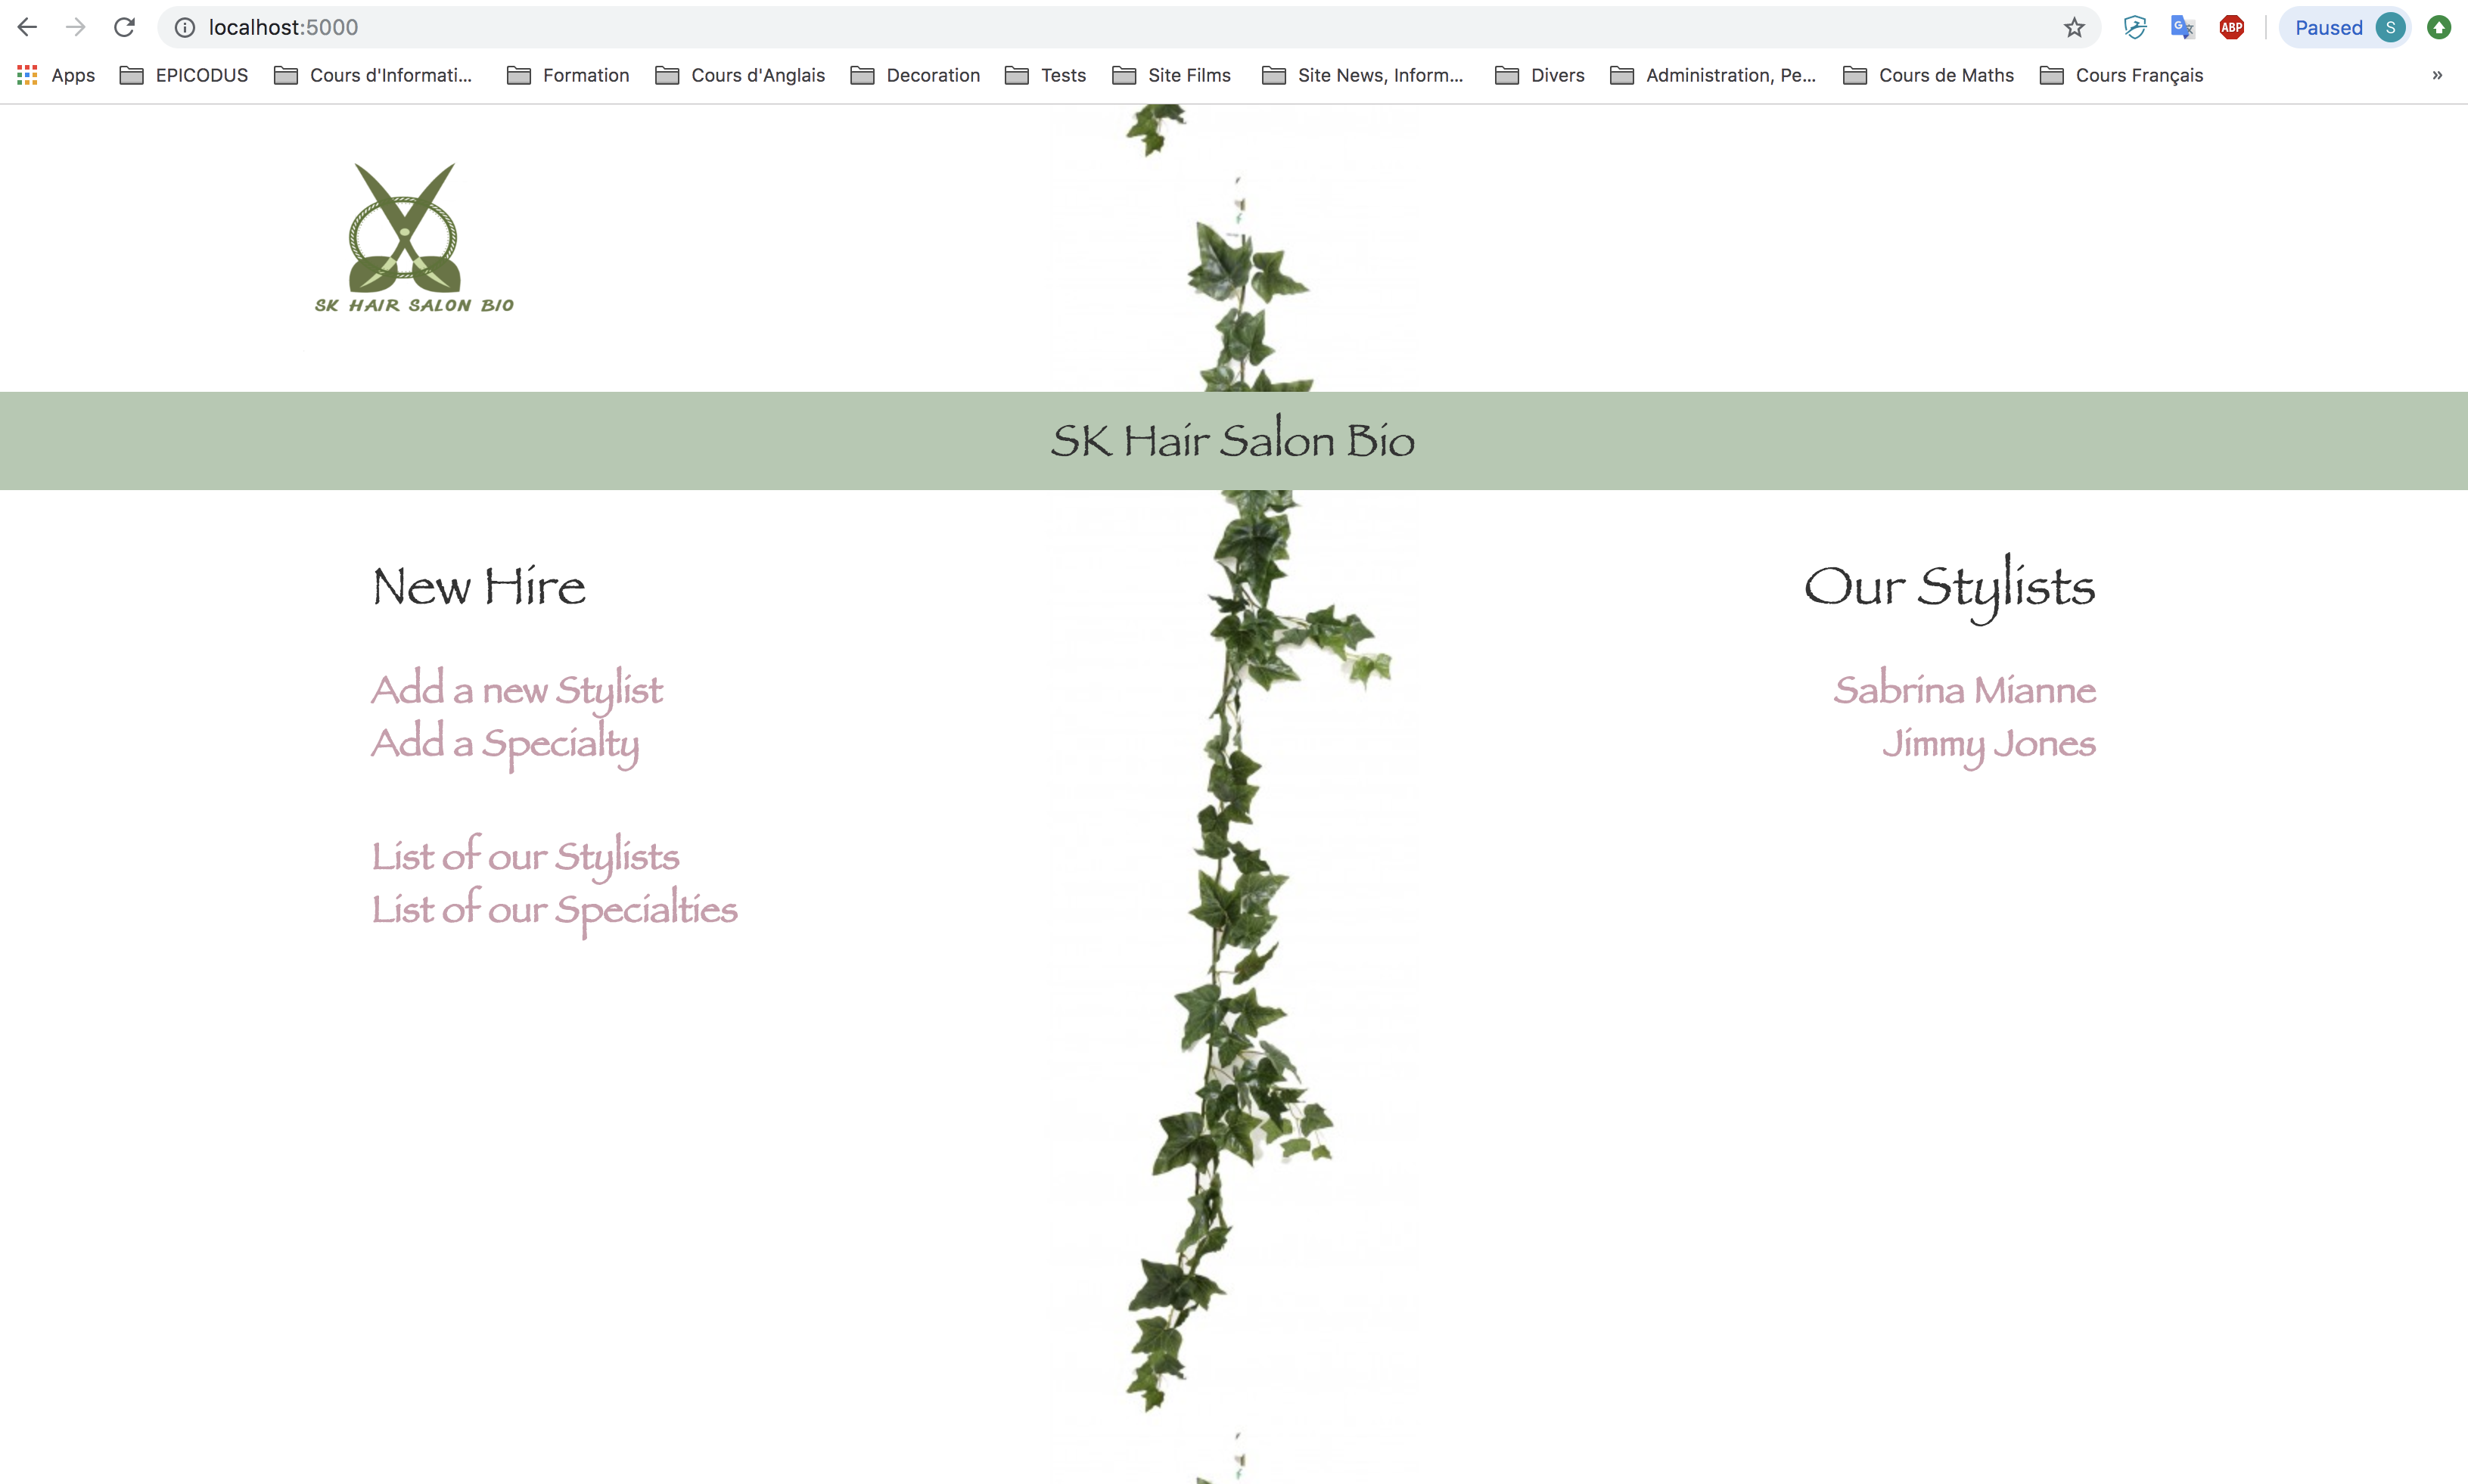 localhost:5000
ABP
Paused
S
Apps
EPICODUS
Cours d'Informati...
Formation
Cours d'Anglais
Decoration
Tests
Site Films
Site News, Inform...
Divers
Administration, Pe...
Cours de Maths
Cours Français
»
SK HAIR SALON BIO
SK Hair Salon Bio
New Hire
Add a new Stylist
Add a Specialty
List of our Stylists
List of our Specialties
Our Stylists
Sabrina Mianne
Jimmy Jones